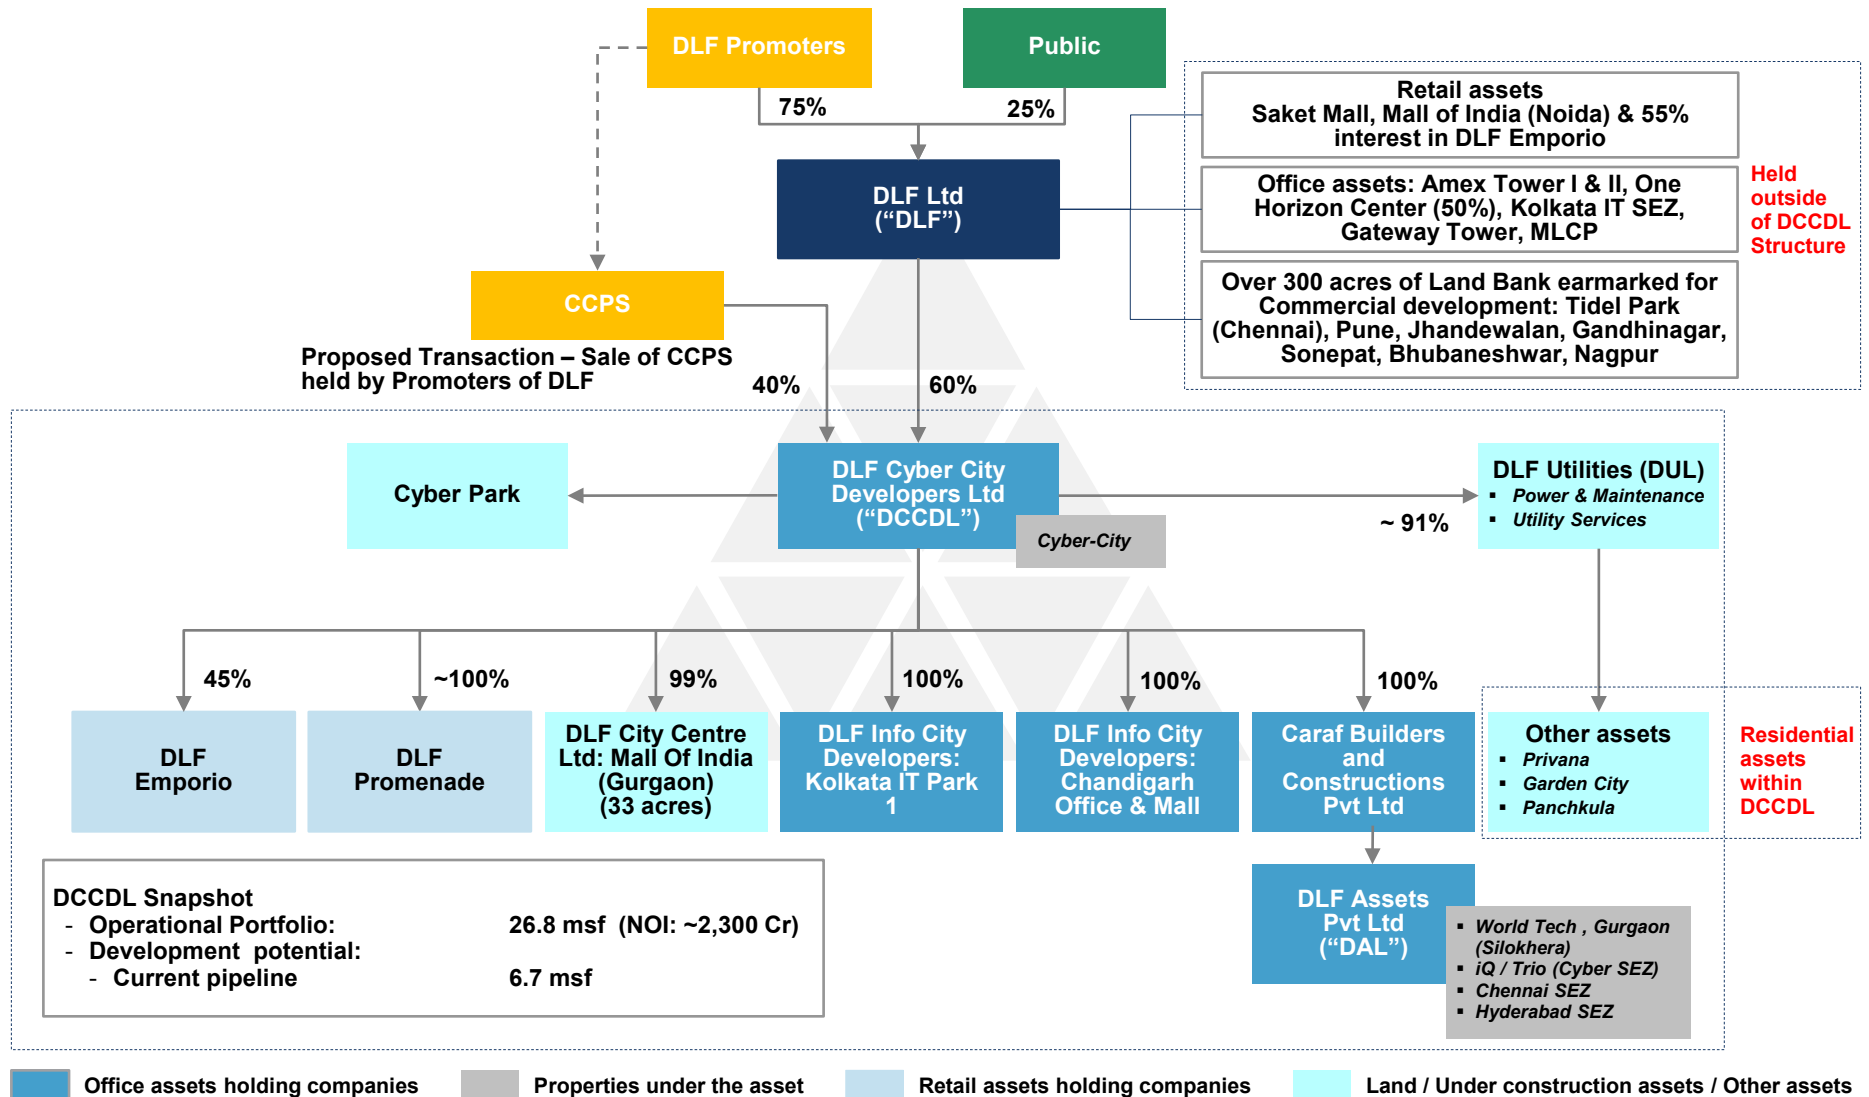 DLF Promoters
Public
75%
25%
Retail assets
Saket Mall, Mall of India (Noida) & 55%
interest in DLF Emporio
DLF Ltd
(“DLF”)
Office assets: Amex Tower I & II, One
Horizon Center (50%), Kolkata IT SEZ,
Gateway Tower, MLCP
Held
outside
of DCCDL
Structure
Over 300 acres of Land Bank earmarked for
Commercial development: Tidel Park
(Chennai), Pune, Jhandewalan, Gandhinagar,
Sonepat, Bhubaneshwar, Nagpur
CCPS
Proposed Transaction – Sale of CCPS
held by Promoters of DLF
40%
60%
Cyber Park
DLF Cyber City
Developers Ltd
(“DCCDL”)
Cyber-City
~ 91%
DLF Utilities (DUL)
▪ Power & Maintenance
▪ Utility Services
45%
~100%
99%
100%
100%
100%
DLF
Emporio
DLF
Promenade
DLF City Centre
Ltd: Mall Of India
(Gurgaon)
(33 acres)
DLF Info City
Developers:
Kolkata IT Park
1
DLF Info City
Developers:
Chandigarh
Office & Mall
Caraf Builders
and
Constructions
Pvt Ltd
Other assets
▪ Privana
▪ Garden City
▪ Panchkula
Residential
assets
within
DCCDL
DCCDL Snapshot
- Operational Portfolio: 26.8 msf (NOI: ~2,300 Cr)
- Development potential:
- Current pipeline 6.7 msf
DLF Assets
Pvt Ltd
(“DAL”)
▪ World Tech , Gurgaon
(Silokhera)
▪ iQ / Trio (Cyber SEZ)
▪ Chennai SEZ
▪ Hyderabad SEZ
Office assets holding companies
Properties under the asset
Retail assets holding companies
Land / Under construction assets / Other assets